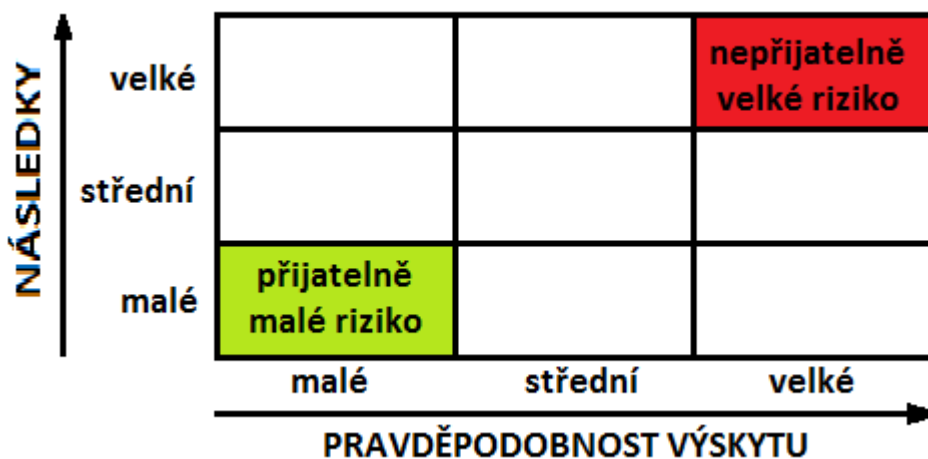 NÁSLEDKY
velké
nepřijatelně
velké riziko
střední
malé
přijatelně
malé riziko
malé
střední
velké
PRAVDĚPODOBNOST VÝSKYTU